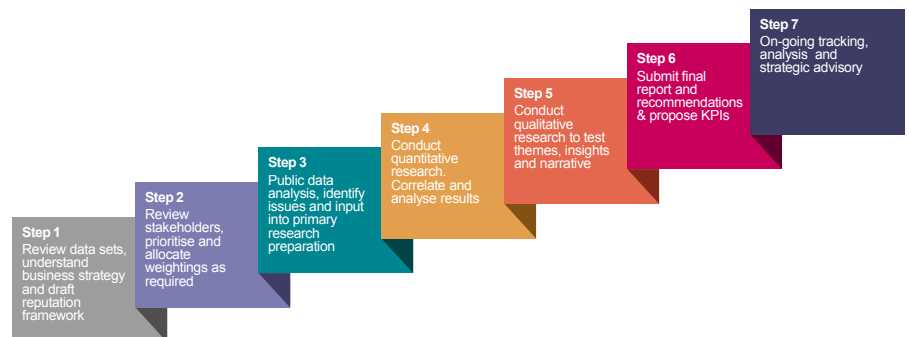 Step 1
Review data sets,
understand
business strategy
and draft
reputation
framework
Step 2
Review
stakeholders,
prioritise and
allocate
weightings as
required
Step 3
Public data
analysis, identify
issues and input
into primary
research
preparation
Step 4
Conduct
quantitative
research.
Correlate and
analyse results
Step 5
Conduct
qualitative
research to test
themes, insights
and narrative
Step 6
Submit final
report and
recommendations
& propose KPIs
Step 7
On-going tracking,
analysis and
strategic advisory